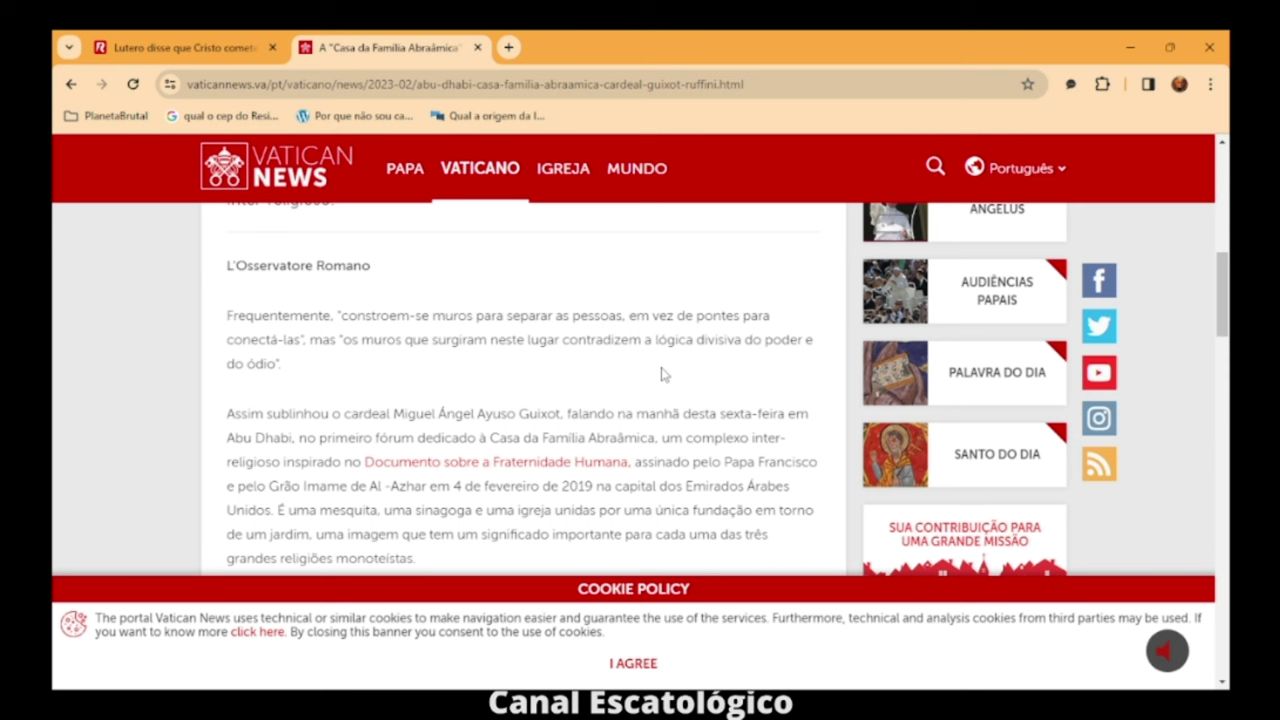 Lutero disse que Cristo comet
A "Casa da Família Abraâmica"
vaticannews.va/pt/vaticano/news/2023-02/abu-dhabi-casa-familia-abraamica-cardeal-guixot-ruffini.html
PlanetaBrutal
qual o cep do Resi...
Por que não sou ca...
Qual a origem da I...
VATICAN
NEWS
PAPA
VATICANO
IGREJA
MUNDO
Português
inter-religioso.
L'Osservatore Romano
Frequentemente, "constroem-se muros para separar as pessoas, em vez de pontes para
conectá-las", mas "os muros que surgiram neste lugar contradizem a lógica divisiva do poder e
do ódio".
Assim sublinhou o cardeal Miguel Ángel Ayuso Guixot, falando na manhã desta sexta-feira em
Abu Dhabi, no primeiro fórum dedicado à Casa da Família Abraâmica, um complexo inter-
religioso inspirado no Documento sobre a Fraternidade Humana, assinado pelo Papa Francisco
e pelo Grão Imame de Al -Azhar em 4 de fevereiro de 2019 na capital dos Emirados Árabes
Unidos. É uma mesquita, uma sinagoga e uma igreja unidas por uma única fundação em torno
de um jardim, uma imagem que tem um significado importante para cada uma das três
grandes religiões monoteístas.
ANGELUS
AUDIÊNCIAS
PAPAIS
PALAVRA DO DIA
SANTO DO DIA
SUA CONTRIBUIÇÃO PARA
UMA GRANDE MISSÃO
COOKIE POLICY
The portal Vatican News uses technical or similar cookies to make navigation easier and guarantee the use of the services. Furthermore, technical and analysis cookies from third parties may be used. If
you want to know more click here. By closing this banner you consent to the use of cookies.
I AGREE
Canal Escatológico